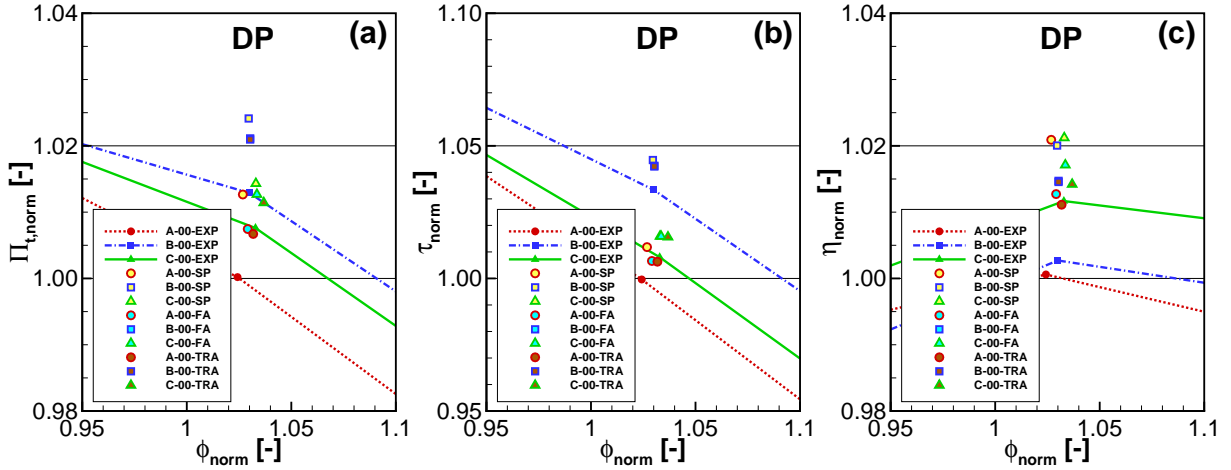 DP (a)
Π t,norm [-]
1.04
1.02
1.00
0.98
0.95 1 1.05 1.1
ϕ norm [-]
A-00-EXP
B-00-EXP
C-00-EXP
A-00-SP
B-00-SP
C-00-SP
A-00-FA
B-00-FA
C-00-FA
A-00-TRA
B-00-TRA
C-00-TRA
DP (b)
τ norm [-]
1.10
1.05
1.00
0.95
0.95 1 1.05 1.1
ϕ norm [-]
A-00-EXP
B-00-EXP
C-00-EXP
A-00-SP
B-00-SP
C-00-SP
A-00-FA
B-00-FA
C-00-FA
A-00-TRA
B-00-TRA
C-00-TRA
DP (c)
η norm [-]
1.04
1.02
1.00
0.98
0.95 1 1.05 1.1
ϕ norm [-]
A-00-EXP
B-00-EXP
C-00-EXP
A-00-SP
B-00-SP
C-00-SP
A-00-FA
B-00-FA
C-00-FA
A-00-TRA
B-00-TRA
C-00-TRA